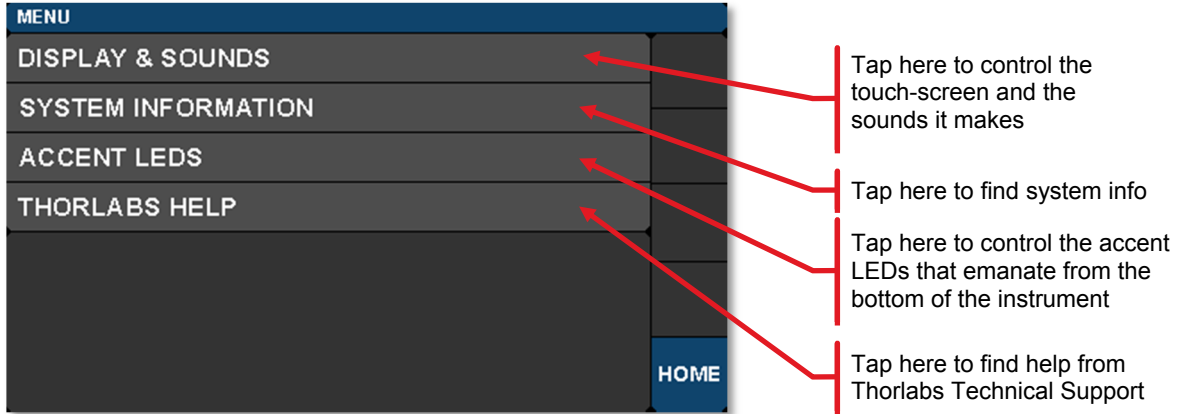 MENU
DISPLAY & SOUNDS
SYSTEM INFORMATION
ACCENT LEDS
THORLABS HELP
HOME
Tap here to control the
touch-screen and the
sounds it makes
Tap here to find system info
Tap here to control the accent
LEDs that emanate from the
bottom of the instrument
Tap here to find help from
Thorlabs Technical Support